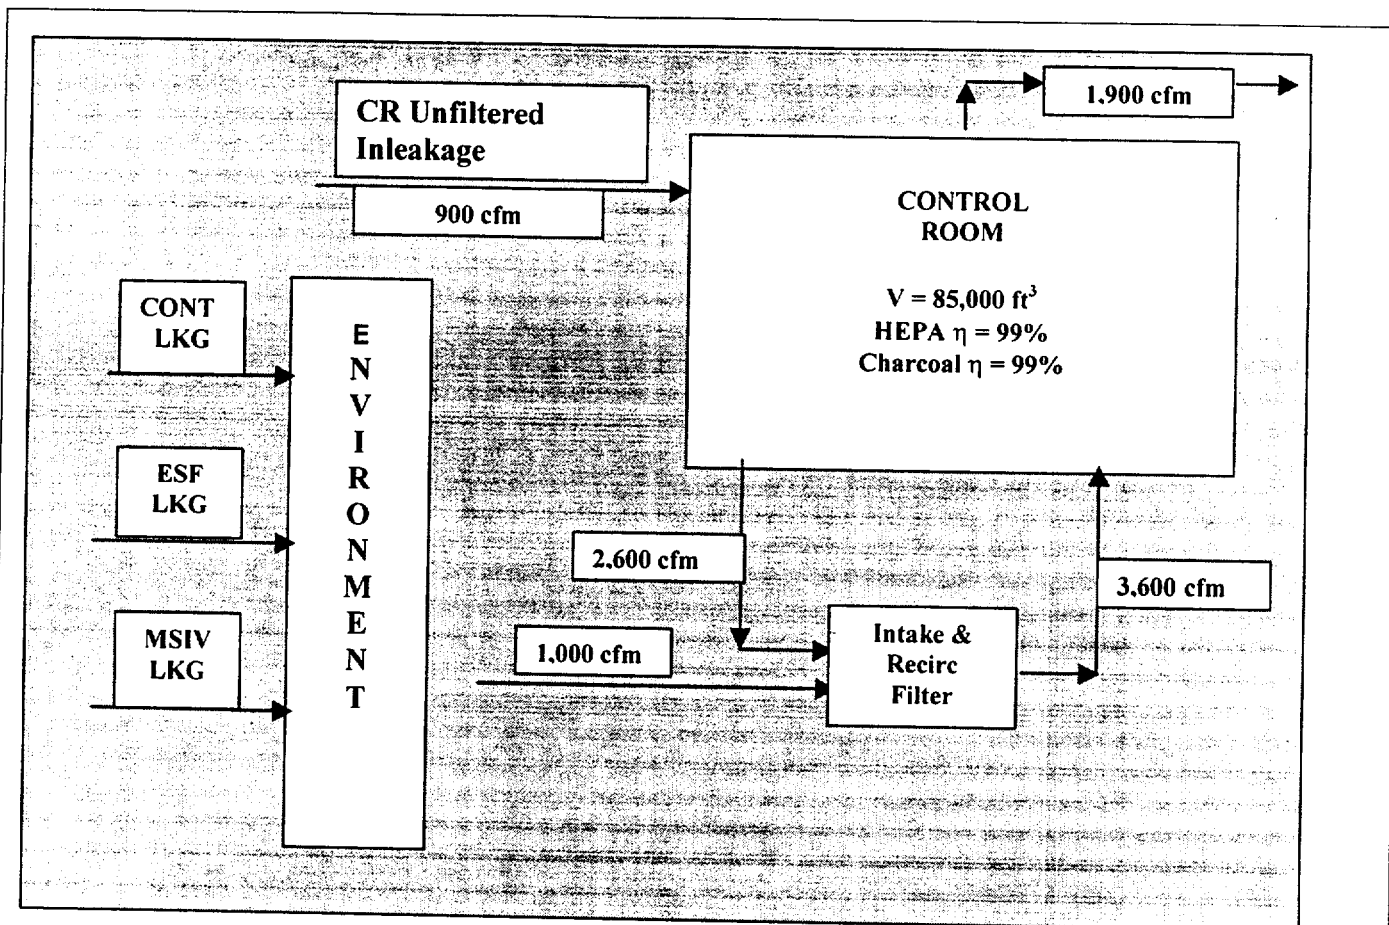 CR Unfiltered
Inleakage
900 cfm
1,900 cfm
CONTROL
ROOM
V = 85,000 ft³
HEPA η = 99%
Charcoal η = 99%
CONT
LKG
ESF
LKG
MSIV
LKG
ENVIRONMENT
2,600 cfm
1,000 cfm
Intake &
Recirc
Filter
3,600 cfm